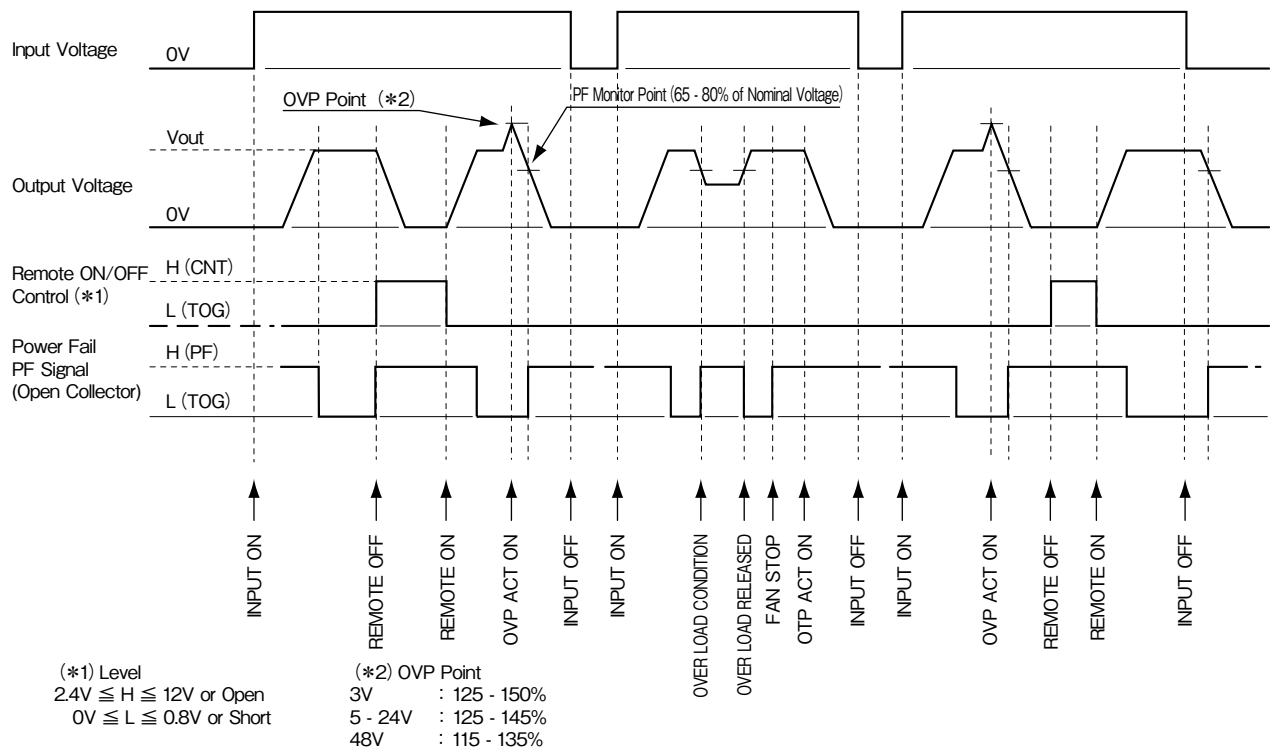 Input Voltage
0V
OVP Point (*2)
PF Monitor Point (65 - 80% of Nominal Voltage)
Vout
Output Voltage
0V
Remote ON/OFF
Control (*1)
H (CNT)
L (TOG)
Power Fail
PF Signal
(Open Collector)
H (PF)
L (TOG)
INPUT ON
REMOTE OFF
REMOTE ON
OVP ACT ON
INPUT OFF
INPUT ON
OVER LOAD CONDITION
OVER LOAD RELEASED
FAN STOP
OTP ACT ON
INPUT OFF
INPUT ON
OVP ACT ON
REMOTE OFF
REMOTE ON
INPUT OFF
(*1) Level
2.4V ≦ H ≦ 12V or Open
0V ≦ L ≦ 0.8V or Short
(*2) OVP Point
3V : 125 - 150%
5 - 24V : 125 - 145%
48V : 115 - 135%